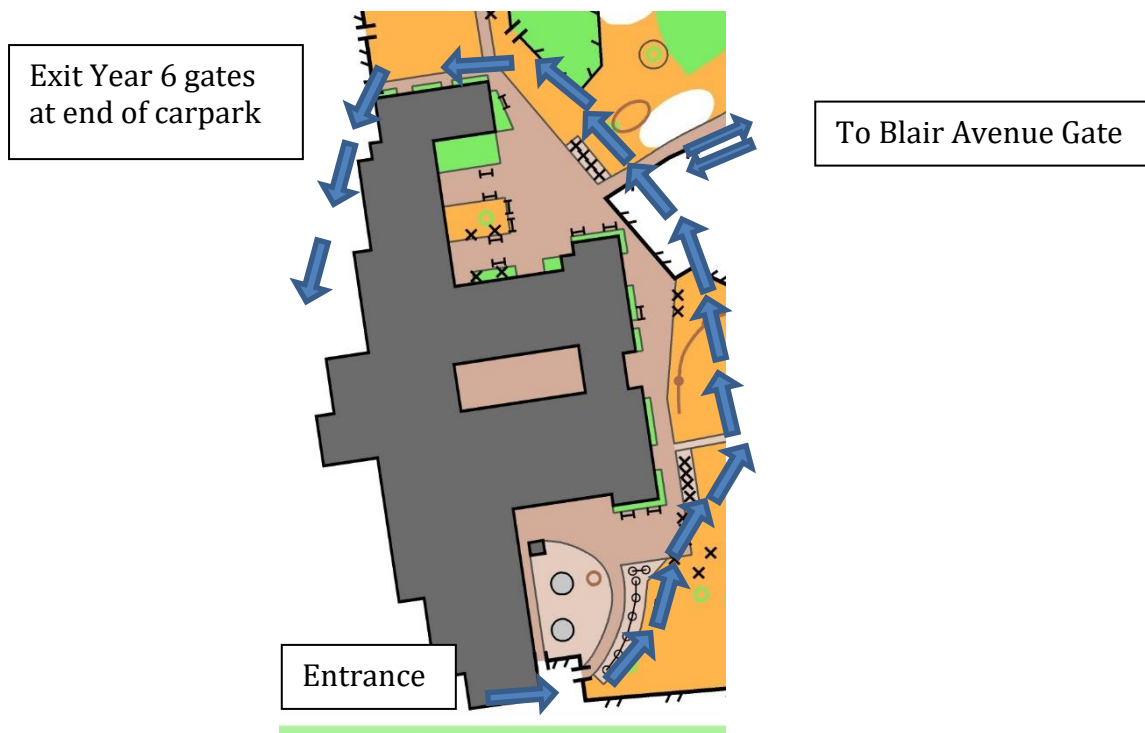 Exit Year 6 gates
at end of carpark
To Blair Avenue Gate
Entrance